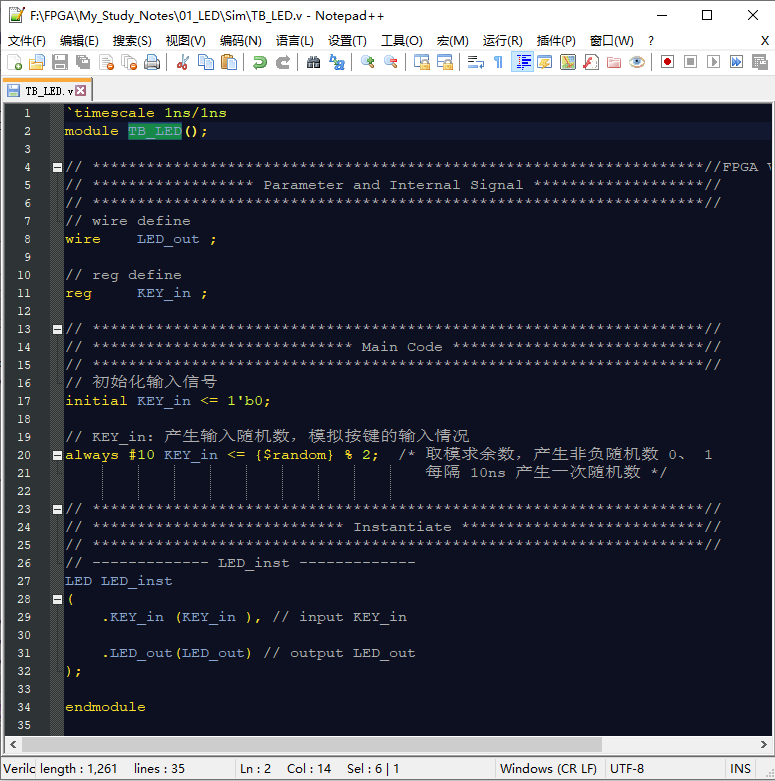 F:\FPGA\My_Study_Notes\01_LED\Sim\TB_LED.v - Notepad++
文件(F) 编辑(E) 搜索(S) 视图(V) 编码(N) 语言(L) 设置(T) 工具(O) 宏(M) 运行(R) 插件(P) 窗口(W) ? X
TB_LED.v
1 `timescale 1ns/1ns
2 module TB_LED();
3
4 // ********************************************************************//FPGA
5 // ****************** Parameter and Internal Signal *******************//
6 // ********************************************************************//
7 // wire define
8 wire    LED_out ;
9
10 // reg define
11 reg     KEY_in ;
12
13 // ********************************************************************//
14 // ***************************** Main Code ****************************//
15 // ********************************************************************//
16 // 初始化输入信号
17 initial KEY_in <= 1'b0;
18
19 // KEY_in: 产生输入随机数，模拟按键的输入情况
20 always #10 KEY_in <= {$random} % 2;  /* 取模求余数，产生非负随机数 0、 1
21 每隔 10ns 产生一次随机数 */
22
23 // ********************************************************************//
24 // **************************** Instantiate ***************************//
25 // ********************************************************************//
26 // ------------- LED_inst -------------
27 LED LED_inst
28 (
29     .KEY_in (KEY_in ), // input KEY_in
30
31     .LED_out(LED_out) // output LED_out
32 );
33
34 endmodule
35
Verilc length : 1,261 lines : 35 Ln : 2 Col : 14 Sel : 6 | 1 Windows (CR LF) UTF-8 INS